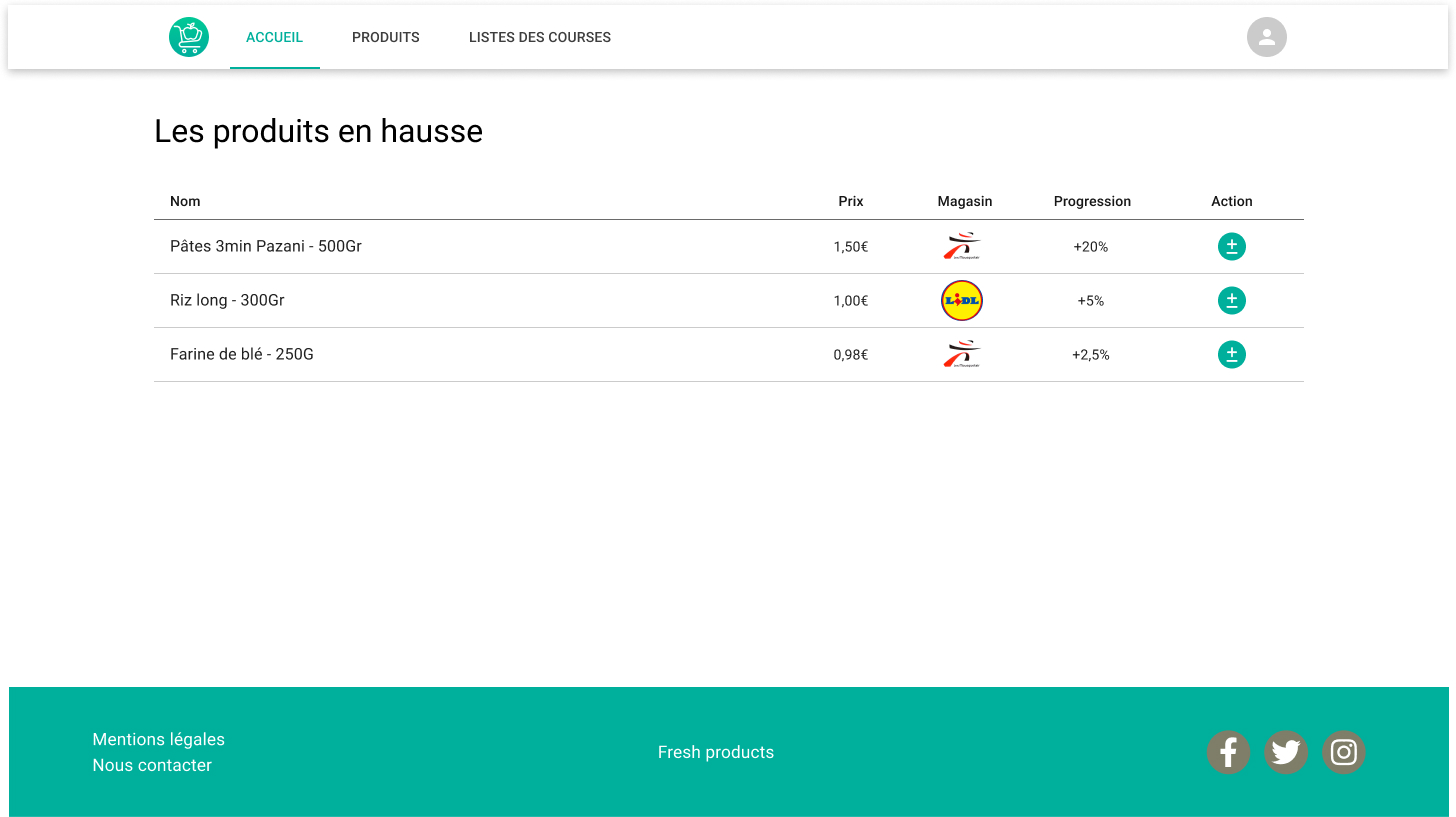 ACCUEIL PRODUITS LISTES DES COURSES
Les produits en hausse
Nom Prix Magasin Progression Action
Pâtes 3min Pazani - 500Gr 1,50€ +20%
Riz long - 300Gr 1,00€ LIDL +5%
Farine de blé - 250G 0,98€ +2,5%
Mentions légales
Nous contacter
Fresh products